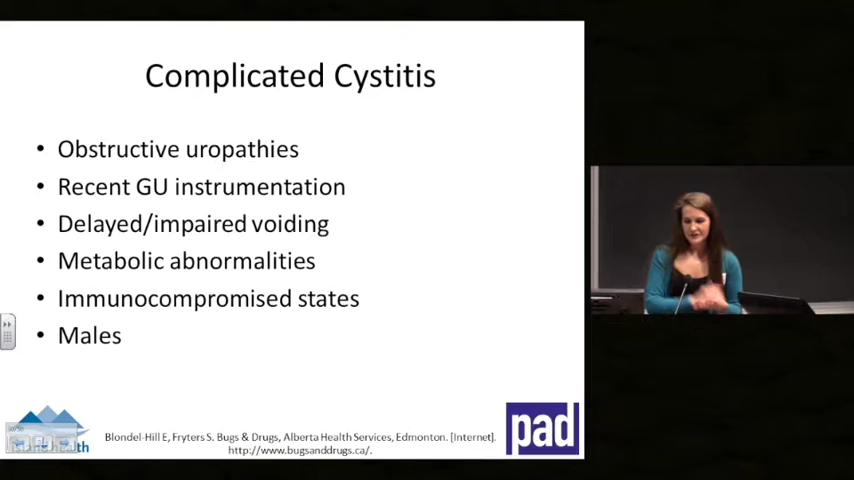 Complicated Cystitis
• Obstructive uropathies
• Recent GU instrumentation
• Delayed/impaired voiding
• Metabolic abnormalities
• Immunocompromised states
• Males
Blondel-Hill E, Fryters S. Bugs & Drugs, Alberta Health Services, Edmonton. [Internet].
http://www.bugsanddrugs.ca/.
pad